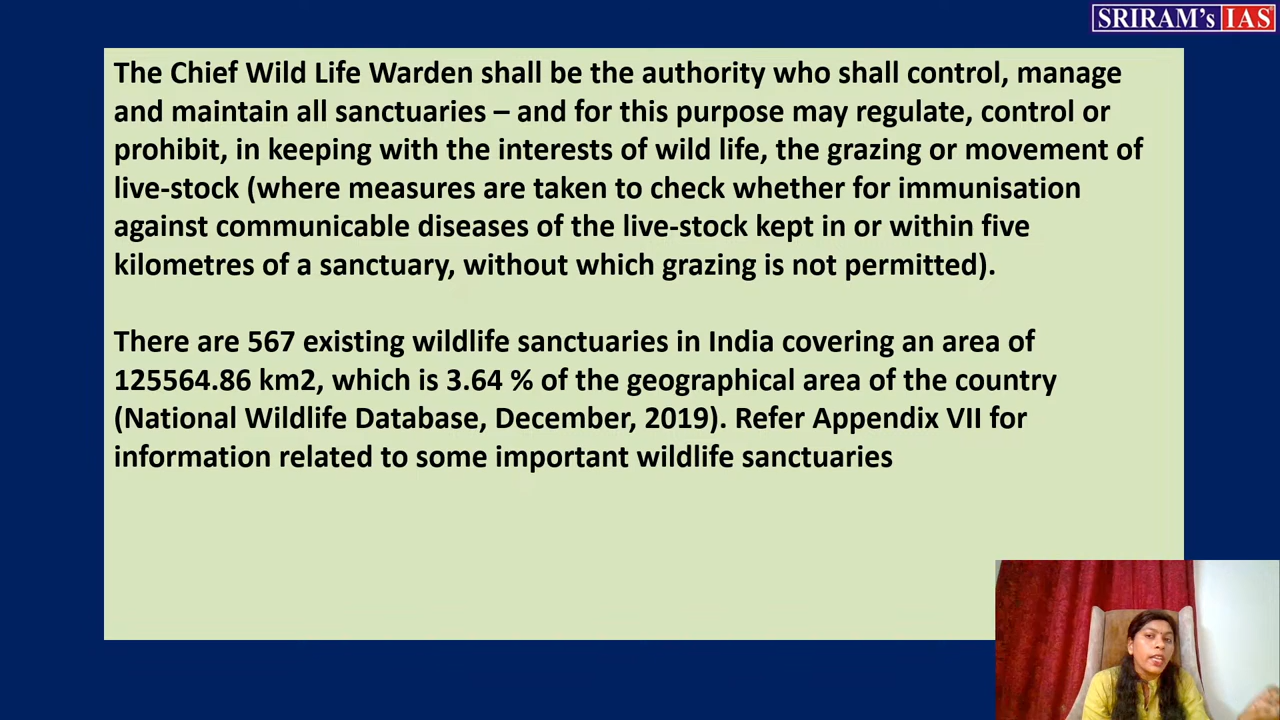 SRIRAM's IAS
The Chief Wild Life Warden shall be the authority who shall control, manage
and maintain all sanctuaries – and for this purpose may regulate, control or
prohibit, in keeping with the interests of wild life, the grazing or movement of
live-stock (where measures are taken to check whether for immunisation
against communicable diseases of the live-stock kept in or within five
kilometres of a sanctuary, without which grazing is not permitted).
There are 567 existing wildlife sanctuaries in India covering an area of
125564.86 km2, which is 3.64 % of the geographical area of the country
(National Wildlife Database, December, 2019). Refer Appendix VII for
information related to some important wildlife sanctuaries